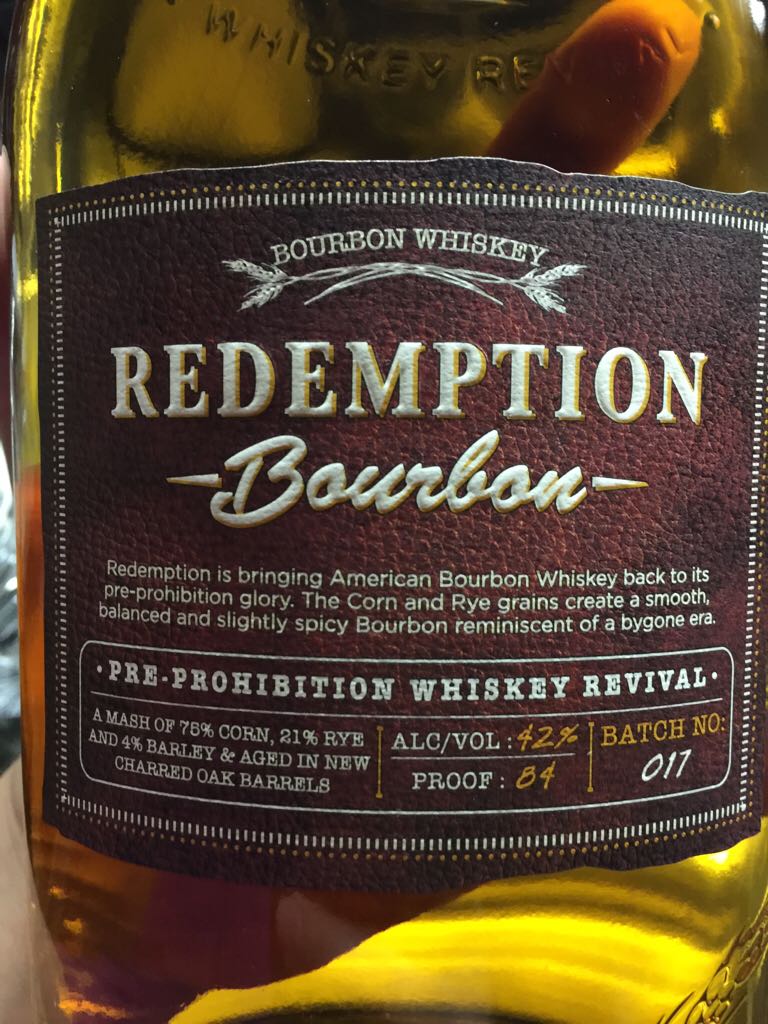 WHISKEY REV
BOURBON WHISKEY
REDEMPTION
Bourbon
Redemption is bringing American Bourbon Whiskey back to its
pre-prohibition glory. The Corn and Rye grains create a smooth,
balanced and slightly spicy Bourbon reminiscent of a bygone era.
•PRE-PROHIBITION WHISKEY REVIVAL•
A MASH OF 75% CORN, 21% RYE
AND 4% BARLEY & AGED IN NEW
CHARRED OAK BARRELS
ALC/VOL: 42%
PROOF: 84
BATCH NO:
017